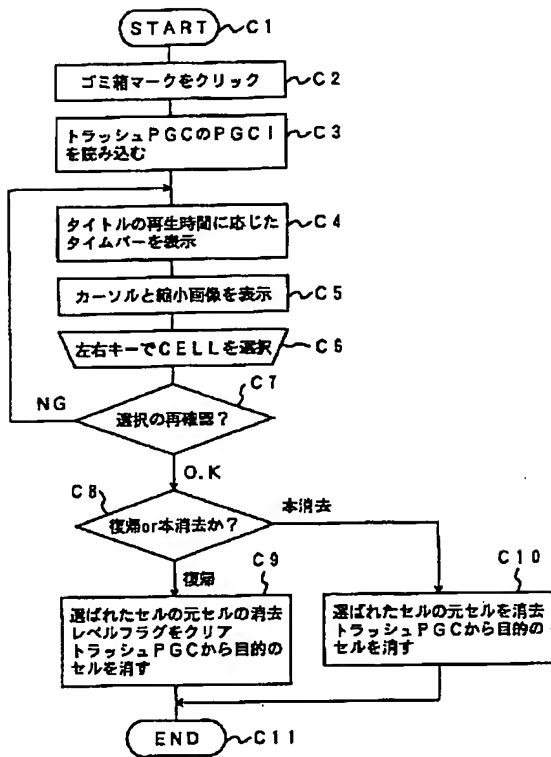 START C1
ゴミ箱マークをクリック C2
トラッシュPGCのPGCI C3
を読み込む
タイトルの再生時間に応じた C4
タイムバーを表示
カーソルと縮小画像を表示 C5
左右キーでCELLを選択 C6
C7
NG
選択の再確認?
O.K
C8
復帰or本消去か?
本消去
復帰
C9
C10
選ばれたセルの元セルの消去
レベルフラグをクリア
トラッシュPGCから目的の
セルを消す
選ばれたセルの元セルを消去
トラッシュPGCから目的の
セルを消す
END C11